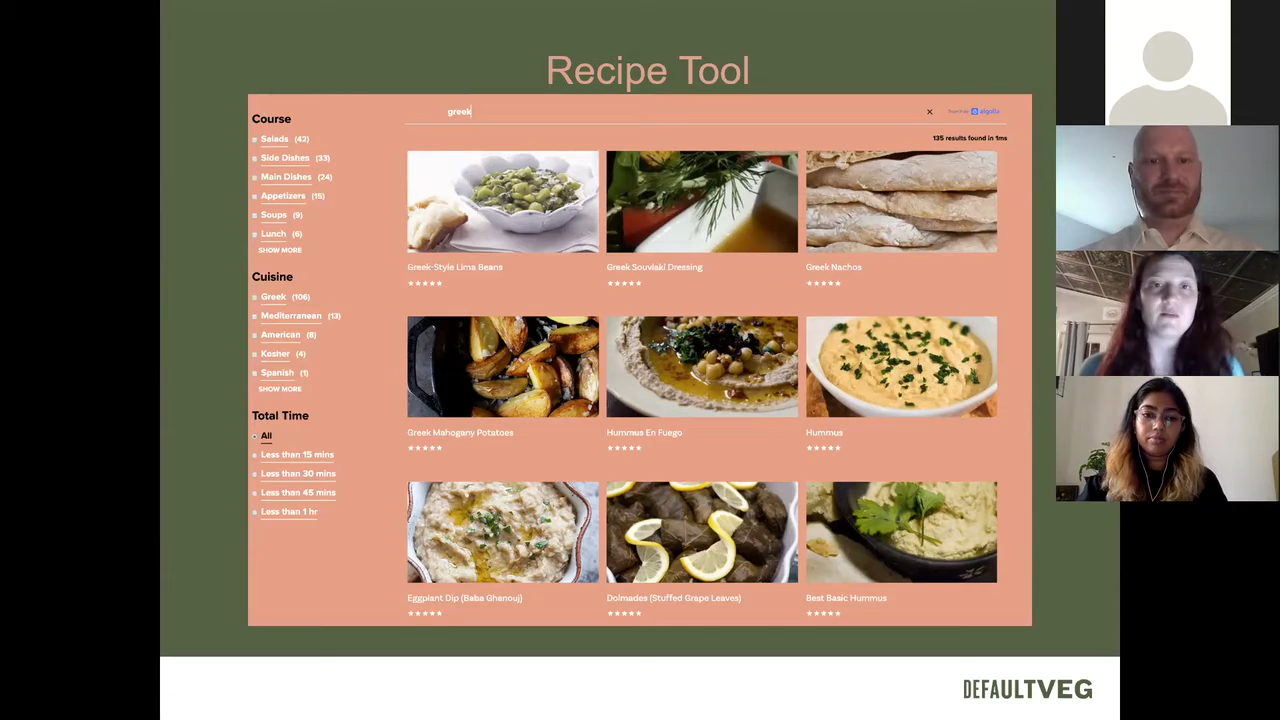 Recipe Tool
greek
algolia
135 results found in 1ms
Course
Salads (42)
Side Dishes (33)
Main Dishes (24)
Appetizers (15)
Soups (9)
Lunch (6)
SHOW MORE
Cuisine
Greek (106)
Mediterranean (13)
American (8)
Kosher (4)
Spanish (1)
SHOW MORE
Total Time
All
Less than 15 mins
Less than 30 mins
Less than 45 mins
Less than 1 hr
Greek-Style Lima Beans
Greek Souvlaki Dressing
Greek Nachos
Greek Mahogany Potatoes
Hummus En Fuego
Hummus
Eggplant Dip (Baba Ghanouj)
Dolmades (Stuffed Grape Leaves)
Best Basic Hummus
DEFAULTVEG